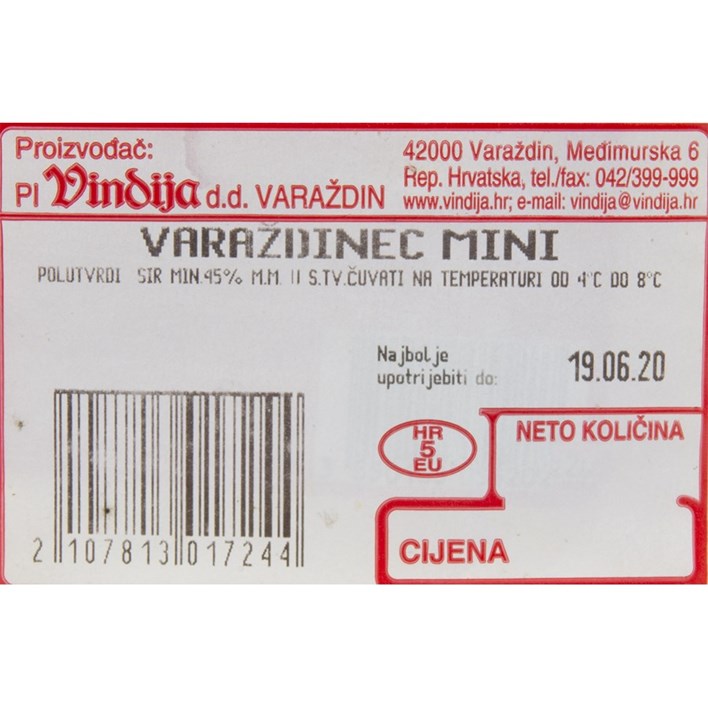 Proizvođač:
PI Vindija d.d. VARAŽDIN
42000 Varaždin, Međimurska 6
Rep. Hrvatska, tel./fax: 042/399-999
www.vindija.hr; e-mail: vindija@vindija.hr
VARAŽDINEC MINI
POLUTVRDI SIR MIN.45% M.M. U S.TV.ČUVATI NA TEMPERATURI OD 4°C DO 8°C
Najbolje
upotrijebiti do:
19.06.20
HR
5
EU
NETO KOLIČINA
CIJENA
2 107813 017244